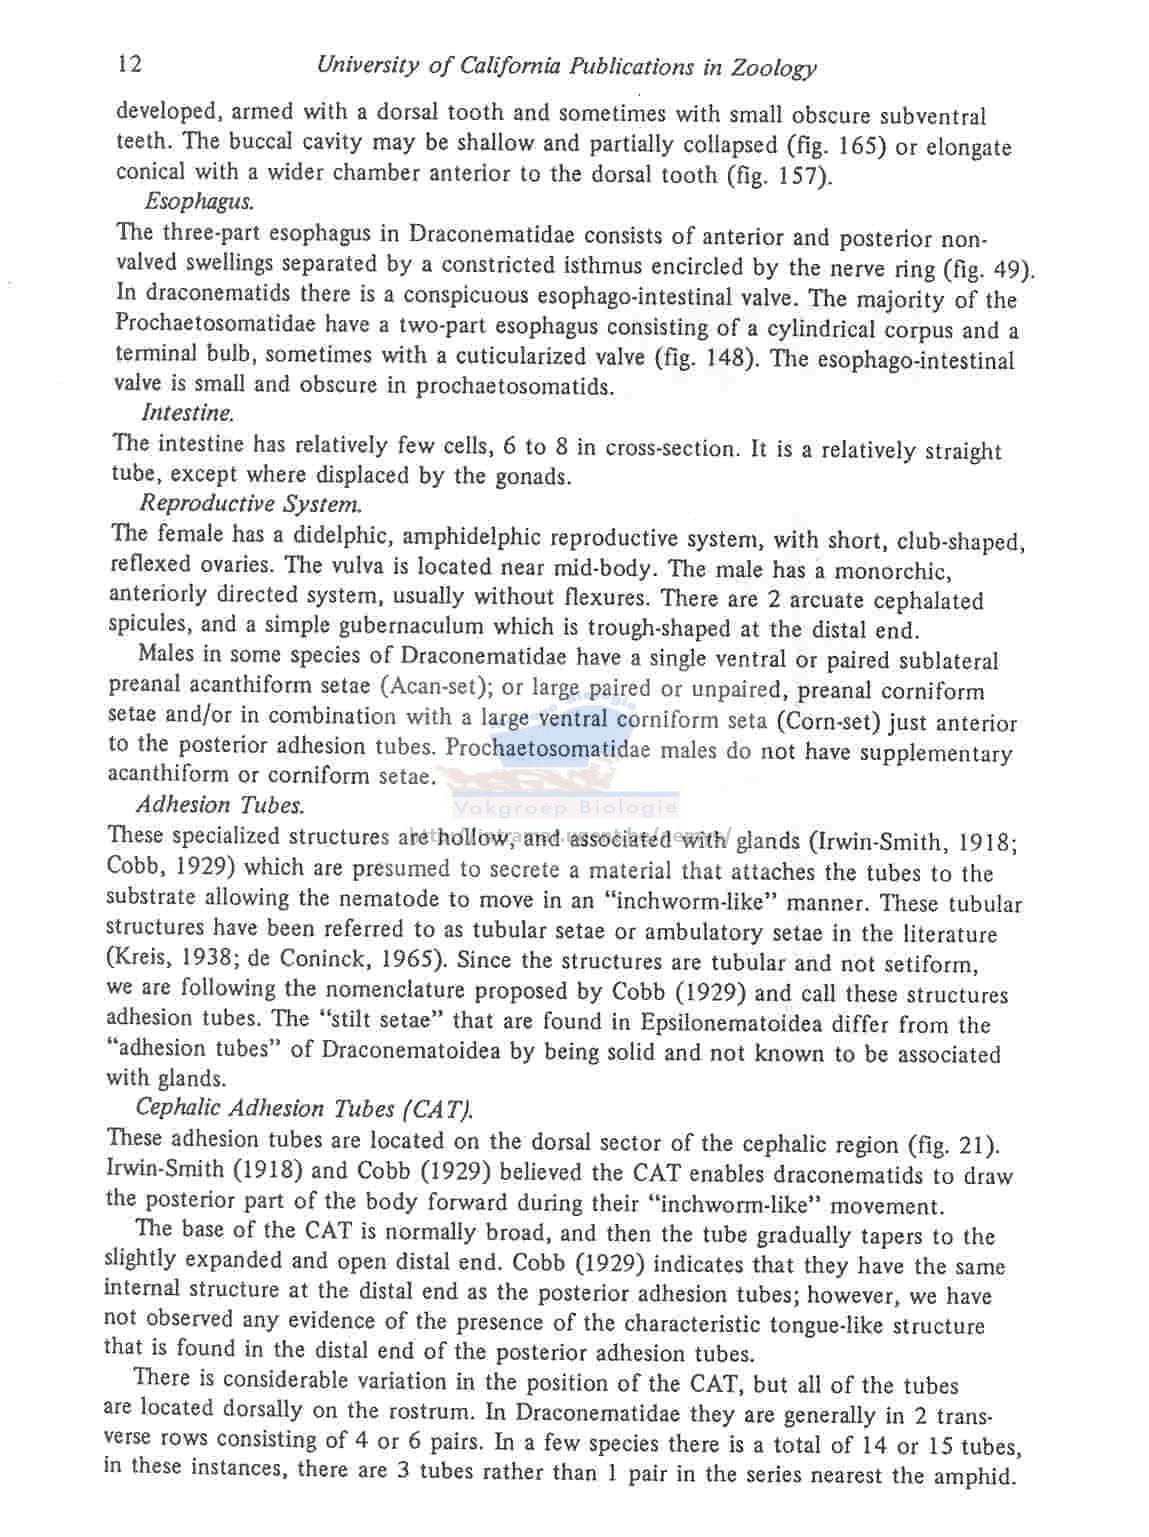 12 University of California Publications in Zoology
developed, armed with a dorsal tooth and sometimes with small obscure subventral
teeth. The buccal cavity may be shallow and partially collapsed (fig. 165) or elongate
conical with a wider chamber anterior to the dorsal tooth (fig. 157).
Esophagus.
The three-part esophagus in Draconematidae consists of anterior and posterior non-
valved swellings separated by a constricted isthmus encircled by the nerve ring (fig. 49).
In draconematids there is a conspicuous esophago-intestinal valve. The majority of the
Prochaetosomatidae have a two-part esophagus consisting of a cylindrical corpus and a
terminal bulb, sometimes with a cuticularized valve (fig. 148). The esophago-intestinal
valve is small and obscure in prochaetosomatids.
Intestine.
The intestine has relatively few cells, 6 to 8 in cross-section. It is a relatively straight
tube, except where displaced by the gonads.
Reproductive System.
The female has a didelphic, amphidelphic reproductive system, with short, club-shaped,
reflexed ovaries. The vulva is located near mid-body. The male has a monorchic,
anteriorly directed system, usually without flexures. There are 2 arcuate cephalated
spicules, and a simple gubernaculum which is trough-shaped at the distal end.
Males in some species of Draconematidae have a single ventral or paired sublateral
preanal acanthiform setae (Acan-set); or large paired or unpaired, preanal corniform
setae and/or in combination with a large ventral corniform seta (Corn-set) just anterior
to the posterior adhesion tubes. Prochaetosomatidae males do not have supplementary
acanthiform or corniform setae.
Vakgroep Biologie
Adhesion Tubes.
These specialized structures are hollow, and associated with glands (Irwin-Smith, 1918;
Cobb, 1929) which are presumed to secrete a material that attaches the tubes to the
substrate allowing the nematode to move in an “inchworm-like” manner. These tubular
structures have been referred to as tubular setae or ambulatory setae in the literature
(Kreis, 1938; de Coninck, 1965). Since the structures are tubular and not setiform,
we are following the nomenclature proposed by Cobb (1929) and call these structures
adhesion tubes. The “stilt setae” that are found in Epsilonematoidea differ from the
“adhesion tubes” of Draconematoidea by being solid and not known to be associated
with glands.
Cephalic Adhesion Tubes (CAT).
These adhesion tubes are located on the dorsal sector of the cephalic region (fig. 21).
Irwin-Smith (1918) and Cobb (1929) believed the CAT enables draconematids to draw
the posterior part of the body forward during their “inchworm-like” movement.
The base of the CAT is normally broad, and then the tube gradually tapers to the
slightly expanded and open distal end. Cobb (1929) indicates that they have the same
internal structure at the distal end as the posterior adhesion tubes; however, we have
not observed any evidence of the presence of the characteristic tongue-like structure
that is found in the distal end of the posterior adhesion tubes.
There is considerable variation in the position of the CAT, but all of the tubes
are located dorsally on the rostrum. In Draconematidae they are generally in 2 trans-
verse rows consisting of 4 or 6 pairs. In a few species there is a total of 14 or 15 tubes,
in these instances, there are 3 tubes rather than 1 pair in the series nearest the amphid.